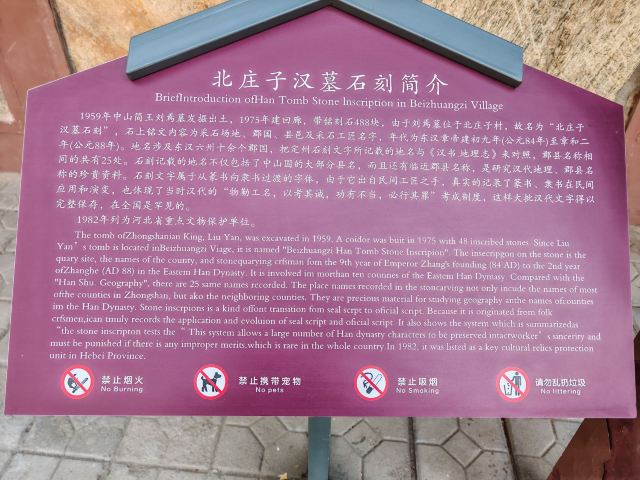 北庄子汉墓石刻简介
BriefIntroduction ofHan Tomb Stone lnscription in Beizhuangzi Village
1959年中山简王刘焉墓发掘出土，1975年建回廊，带铭刻石488块，由于刘焉墓位于北庄子村，故名为“北庄子
汉墓石刻”，石上铭文内容为采石场地、郡国、县邑及采石工匠名字，年代为东汉章帝建初九年(公元84年)至章和二
年(公元88年)。地名涉及东汉六州十余个郡国，把定州石刻文字所记载的地名与《汉书·地理志》来对照，郡县名称相
同的共有25处。石刻记载的地名不仅包括了中山国的大部分县名，而且还有临近郡县名称，是研究汉代地理、郡县名
称的珍贵资料。石刻文字属于从篆书向隶书过渡的字体，由于它出自民间工匠之手，真实的记录了篆书、隶书在民间
应用和演变，也体现了当时汉代的“物勒工名，以考其诚，功有不当，必行其罪”考成制度，这样大批汉代文字得以
完整保存，在全国是罕见的。
1982年列为河北省重点文物保护单位。
The tomb ofZhongshanian King, Liu Yan, was excavated in 1959. A coidor was buit in 1975 with 48 inscribed stones. Since Liu
Yan’s tomb is located inBeizhuangzi Viage, it is named "Beizhuangzi Han Tomb Stone Inscription". The inscripgon on the stone is the
quary site, the names of the county, and stonequarying crfisman fom the 9th year of Emperor Zhang's founding (84 AD) to the 2nd year
ofZhanghe (AD 88) in the Eastern Han Dynasty. It is involved im morthan ten counnes of the Eastern Han Dymasy. Compared with the
"Han Shu. Geography", there are 25 same names recorded. The place names recorded in the stoncarving not only incude the names of most
ofthe counties in Zhongshan, but ako the neighboring counties. They are precious material for studying geography anthe names ofcounties
im the Han Dynasty. Stone inscrpions is a kind offont transition fom seal scrpt to oficial script. Because it is originated from folk
crfismen,ican tmuly records the application and evoluion of seal script and oficial script. It also shows the system which is summarizedas
“the stone inscripton tests the“ This system allows a large number of Han dynasty characters to be preserved intactworker’s sincerity and
must be punished if there is any improper merits.which is rare in the whole country.In 1982, it was listed as a key cultural relics protection
unit in Hebei Province.
禁止烟火
No Burning
禁止携带宠物
No pets
禁止吸烟
No Smoking
请勿乱扔垃圾
No littering